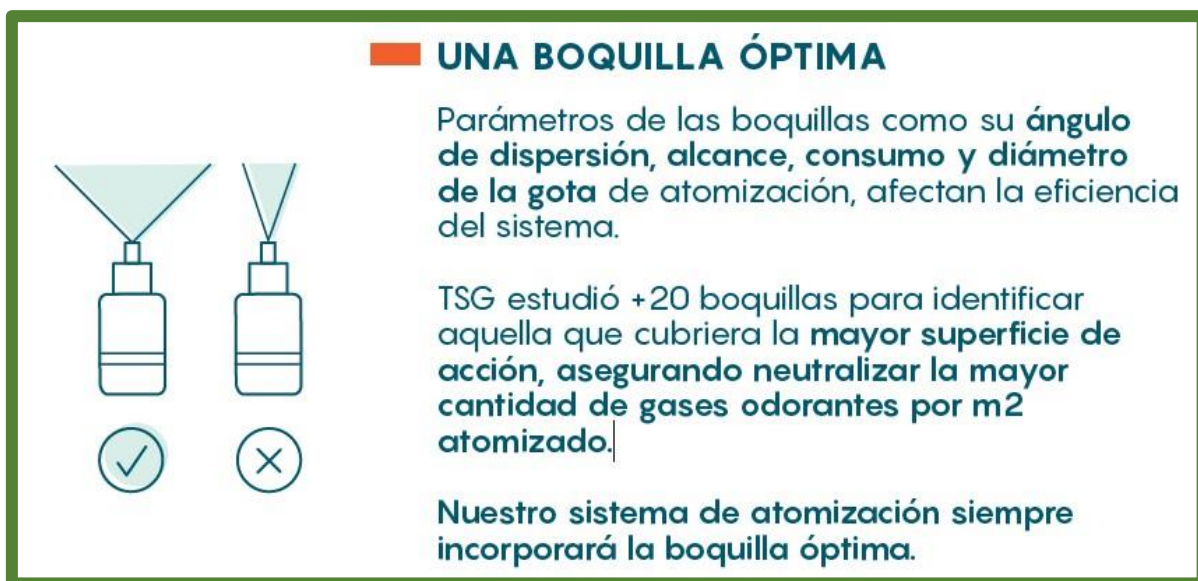 UNA BOQUILLA ÓPTIMA
Parámetros de las boquillas como su ángulo
de dispersión, alcance, consumo y diámetro
de la gota de atomización, afectan la eficiencia
del sistema.
TSG estudió +20 boquillas para identificar
aquella que cubriera la mayor superficie de
acción, asegurando neutralizar la mayor
cantidad de gases odorantes por m2
atomizado.
Nuestro sistema de atomización siempre
incorporará la boquilla óptima.